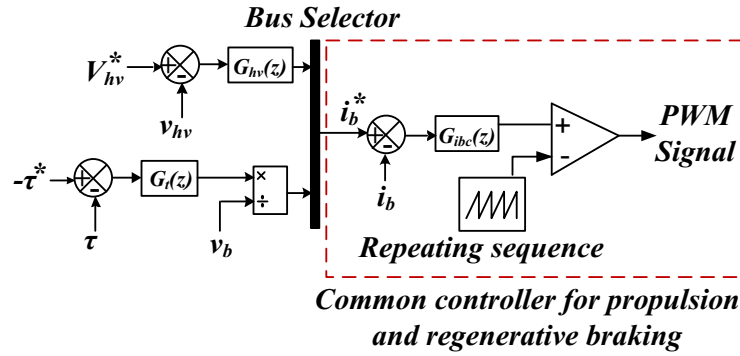 Bus Selector
V*hv
+
-
Ghv(z)
vhv
ib*
+
-
Gibc(z)
+
-
PWM
Signal
ib
-τ*
+
-
Gt(z)
×
÷
τ
vb
Repeating sequence
Common controller for propulsion
and regenerative braking